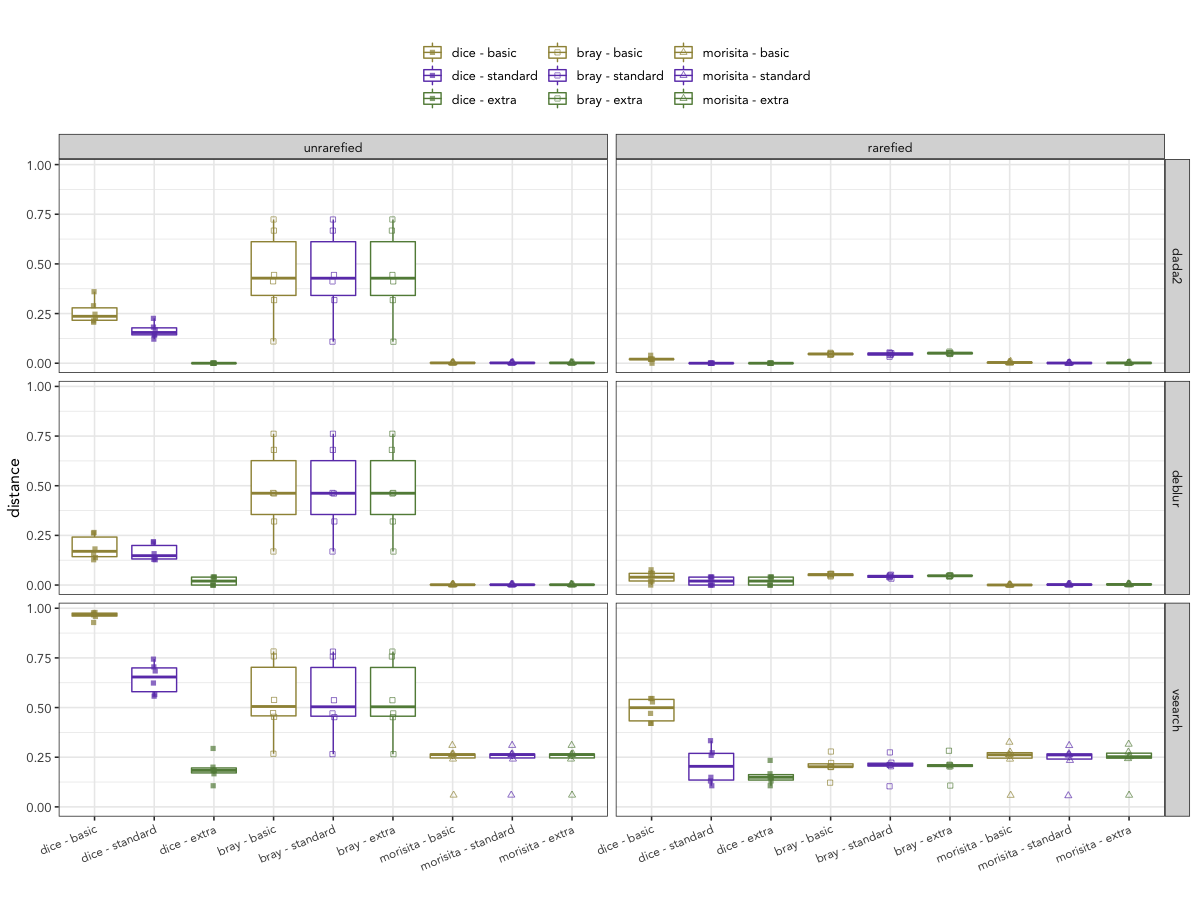 dice - basic bray - basic morisita - basic
dice - standard bray - standard morisita - standard
dice - extra bray - extra morisita - extra
unrarefied rarefied
1.00
0.75
0.50
0.25
0.00
dada2
1.00
0.75
0.50
0.25
0.00
deblur
distance
1.00
0.75
0.50
0.25
0.00
vsearch
dice - basic dice - standard dice - extra bray - basic bray - standard bray - extra morisita - basic morisita - standard morisita - extra
dice - basic dice - standard dice - extra bray - basic bray - standard bray - extra morisita - basic morisita - standard morisita - extra